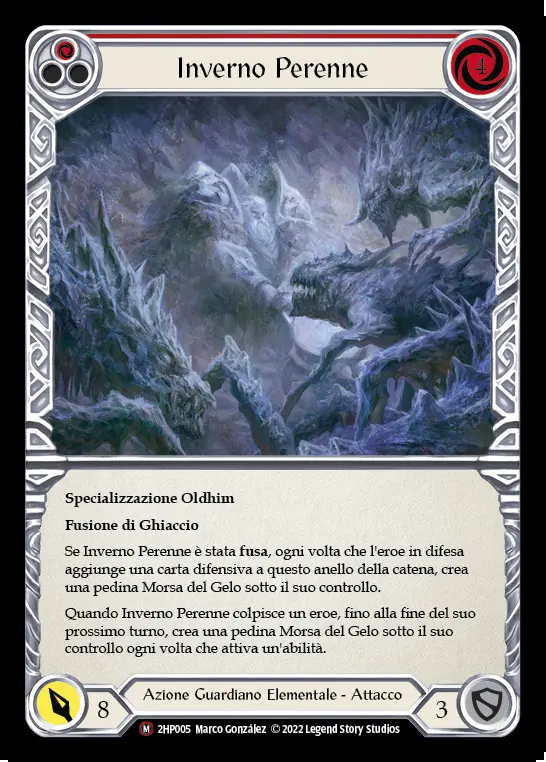 Inverno Perenne
4
Specializzazione Oldhim
Fusione di Ghiaccio
Se Inverno Perenne è stata fusa, ogni volta che l'eroe in difesa
aggiunge una carta difensiva a questo anello della catena, crea
una pedina Morsa del Gelo sotto il suo controllo.
Quando Inverno Perenne colpisce un eroe, fino alla fine del suo
prossimo turno, crea una pedina Morsa del Gelo sotto il suo
controllo ogni volta che attiva un'abilità.
Azione Guardiano Elementale - Attacco
8
3
M 2HP005 Marco González © 2022 Legend Story Studios